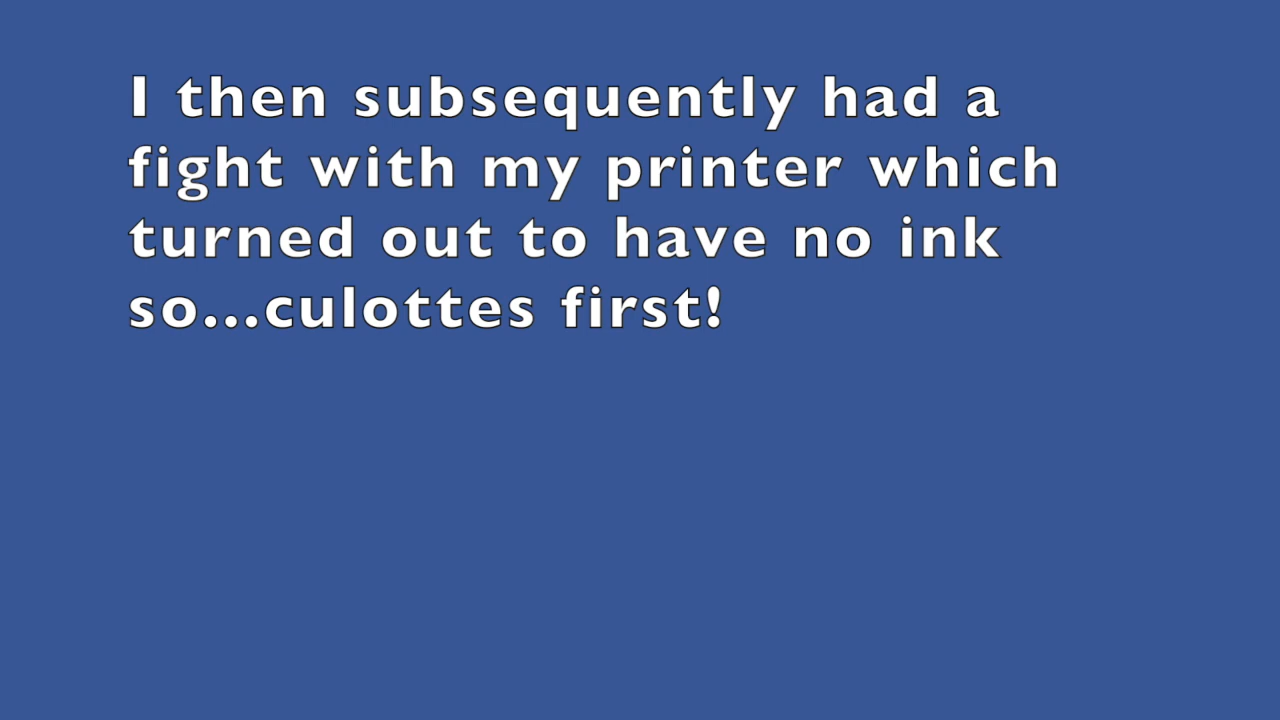 I then subsequently had a
fight with my printer which
turned out to have no ink
so...culottes first!